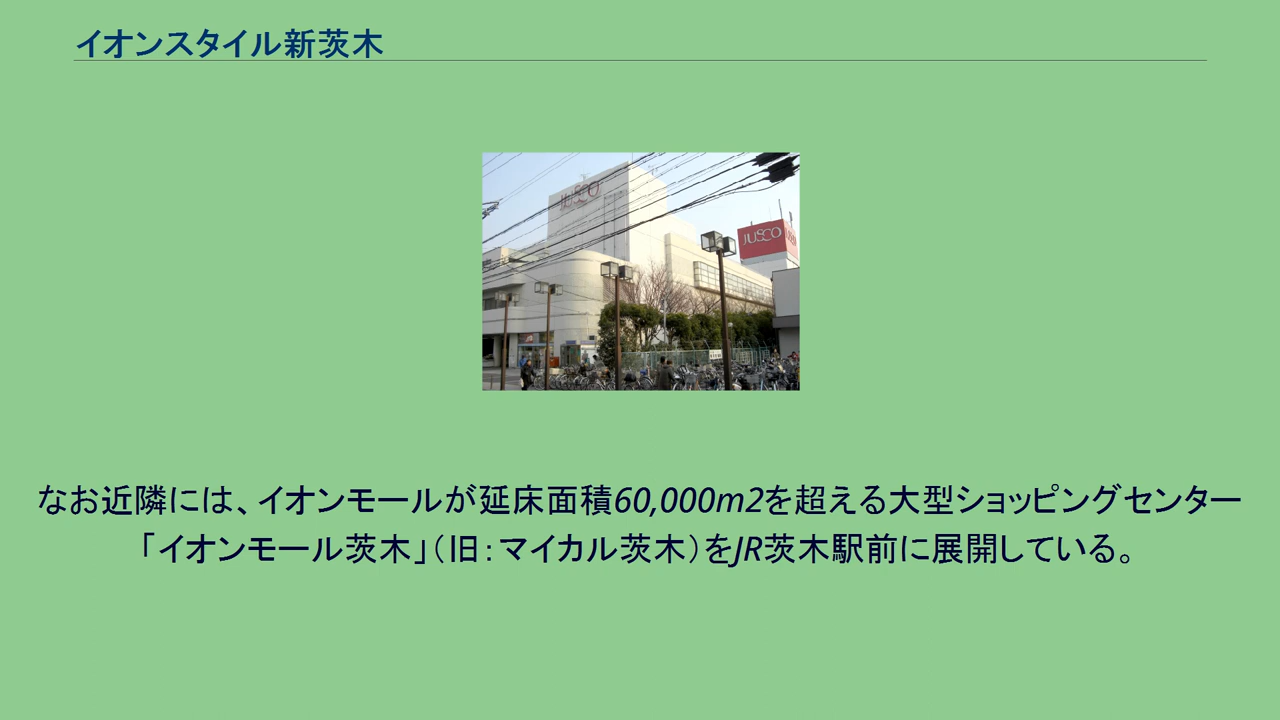 イオンスタイル新茨木
JUSCO
JUSCO
なお近隣には、イオンモールが延床面積60,000m2を超える大型ショッピングセンター
「イオンモール茨木」（旧：マイカル茨木）をJR茨木駅前に展開している。